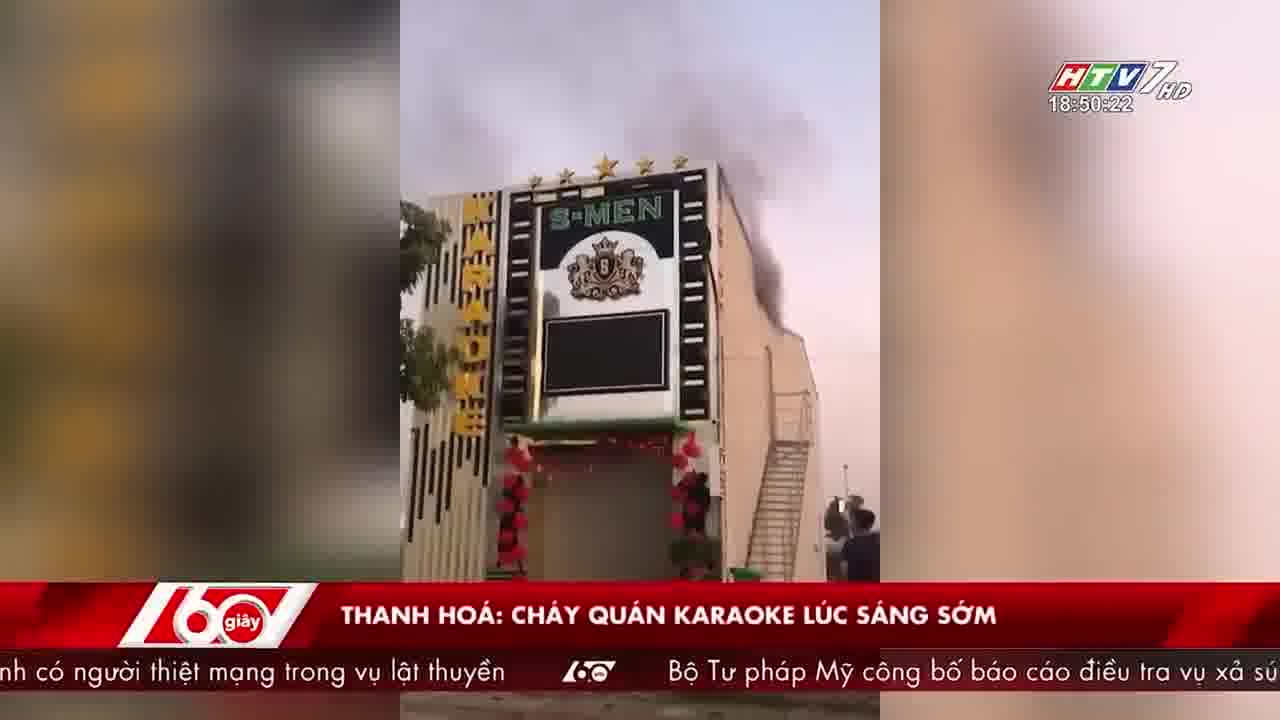 HTV7 HD
18:50:22
S-MEN
S
KARAOKE
60 giây
THANH HOÁ: CHÁY QUÁN KARAOKE LÚC SÁNG SỚM
nh có người thiệt mạng trong vụ lật thuyền 60 giây Bộ Tư pháp Mỹ công bố báo cáo điều tra vụ xả sú